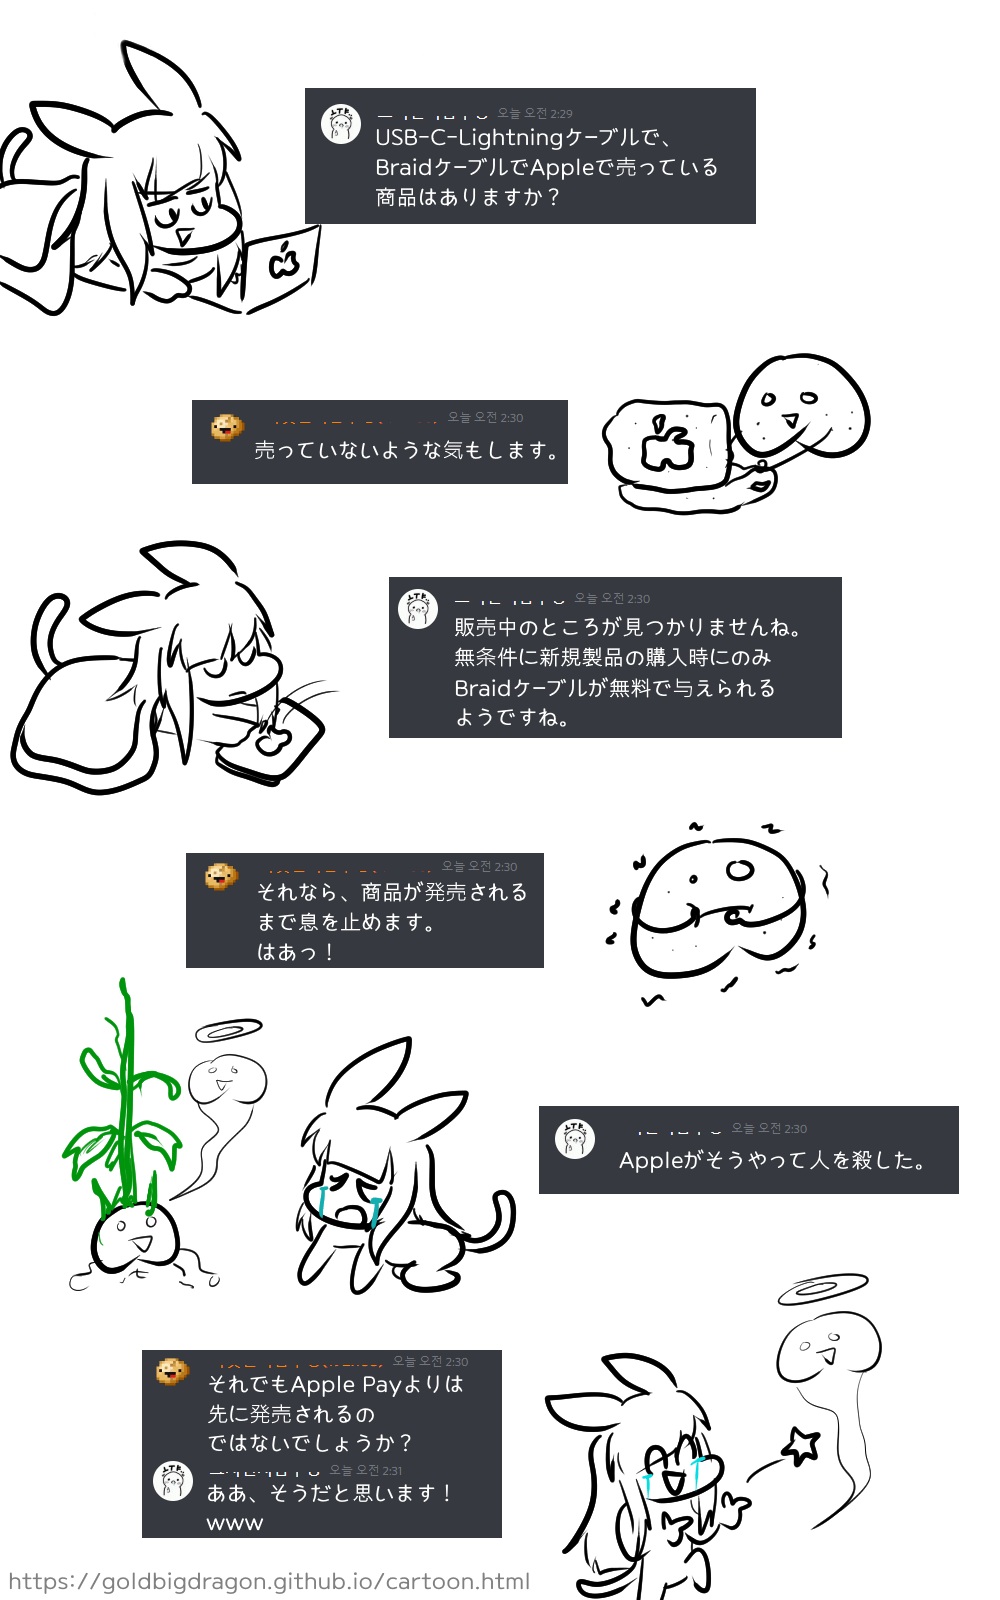 오늘 오전 2:29
USB-C-Lightningケーブルで、
BraidケーブルでAppleで売っている
商品はありますか？
오늘 오전 2:30
売っていないような気もします。
오늘 오전 2:30
販売中のところが見つかりませんね。
無条件に新規製品の購入時にのみ
Braidケーブルが無料で与えられる
ようですね。
오늘 오전 2:30
それなら、商品が発売される
まで息を止めます。
はあっ！
오늘 오전 2:30
Appleがそうやって人を殺した。
오늘 오전 2:30
それでもApple Payよりは
先に発売されるの
ではないでしょうか？
오늘 오전 2:31
ああ、そうだと思います！
www
https://goldbigdragon.github.io/cartoon.html